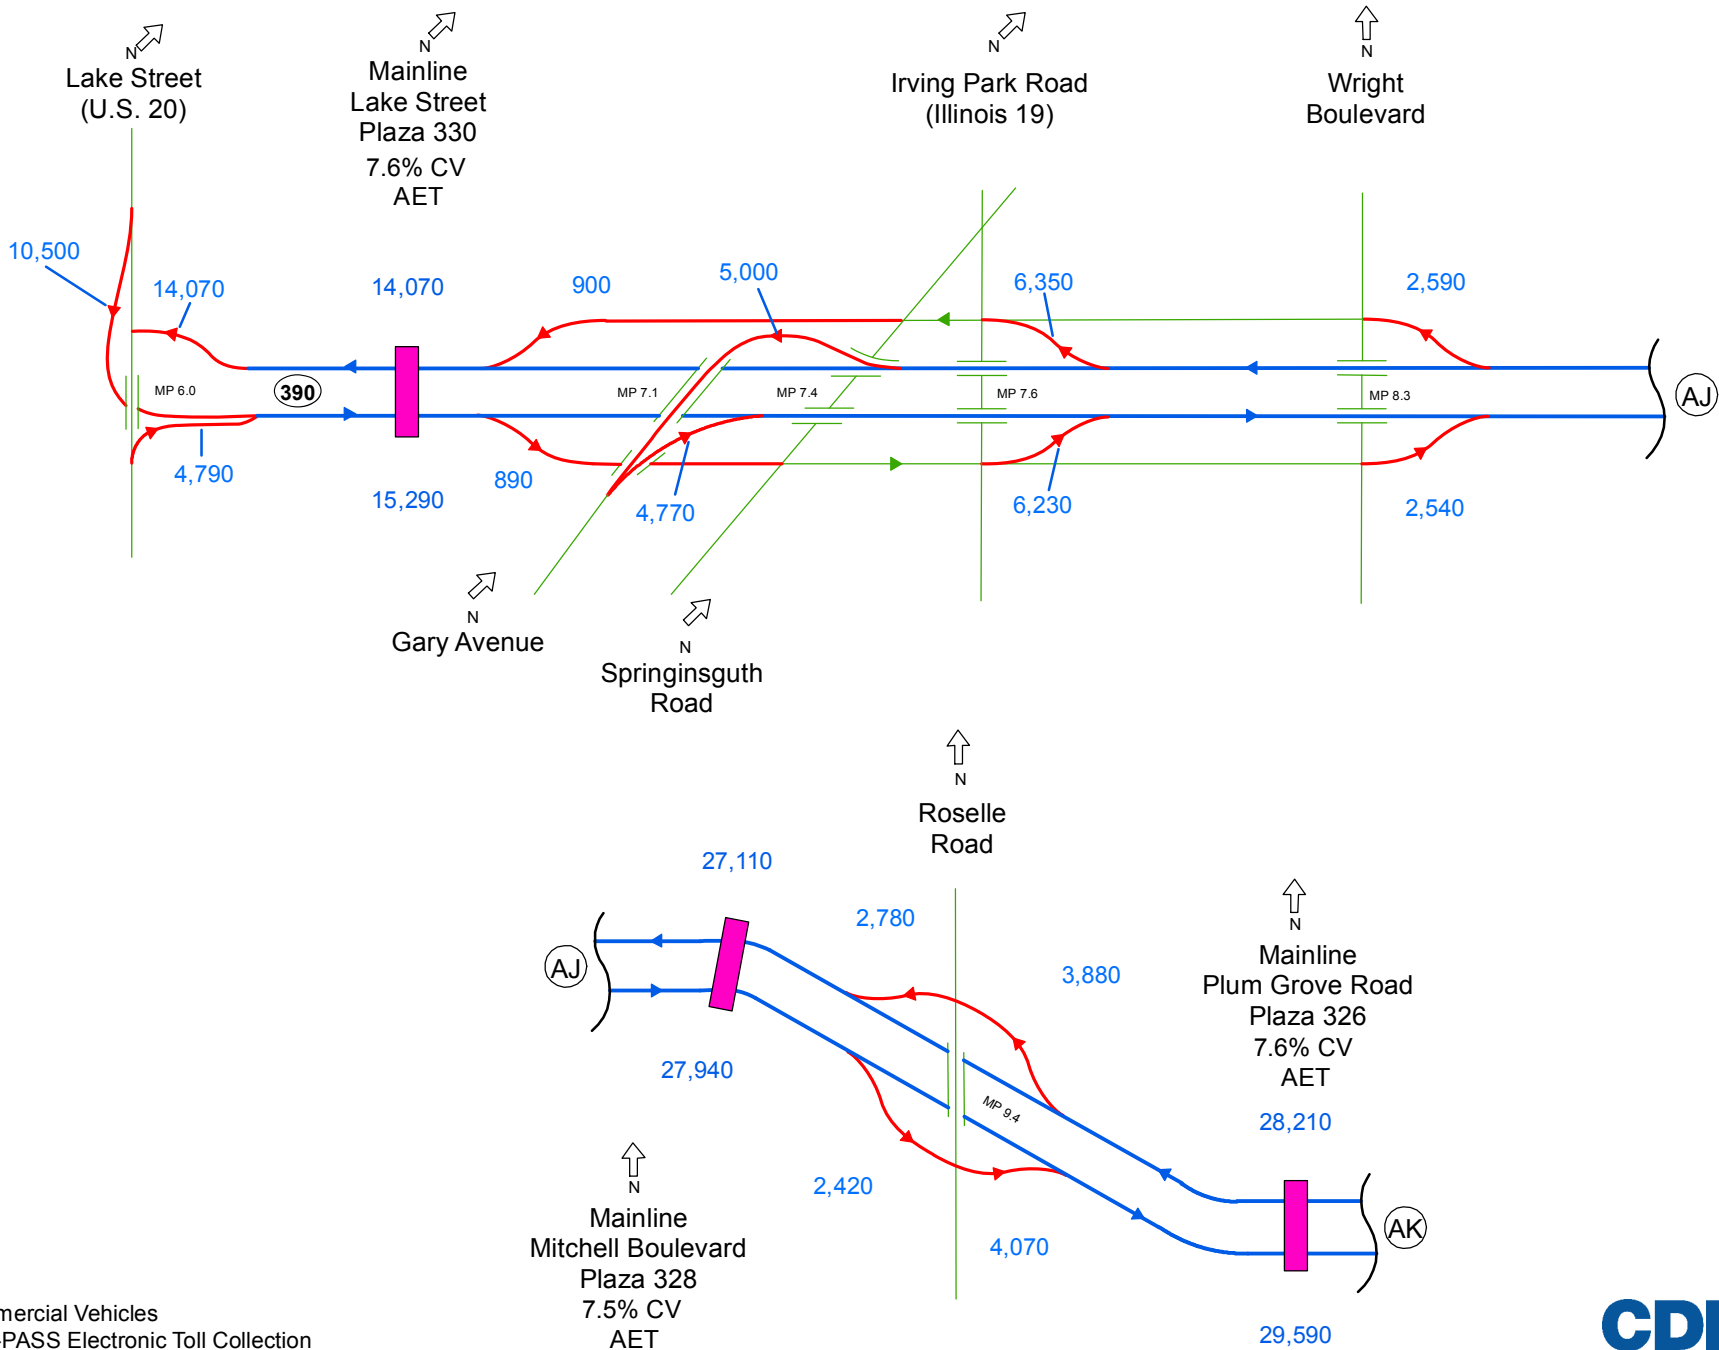 N
Lake Street
(U.S. 20)
N
Mainline
Lake Street
Plaza 330
7.6% CV
AET
N
Irving Park Road
(Illinois 19)
N
Wright
Boulevard
10,500
14,070
14,070
900
5,000
6,350
2,590
MP 6.0
390
MP 7.1
MP 7.4
MP 7.6
MP 8.3
AJ
4,790
15,290
890
4,770
6,230
2,540
N
Gary Avenue
N
Springinsguth
Road
N
Roselle
Road
27,110
2,780
3,880
N
Mainline
Plum Grove Road
Plaza 326
7.6% CV
AET
AJ
27,940
MP 9.4
28,210
2,420
4,070
AK
29,590
N
Mainline
Mitchell Boulevard
Plaza 328
7.5% CV
AET
mercial Vehicles
-PASS Electronic Toll Collection
CD